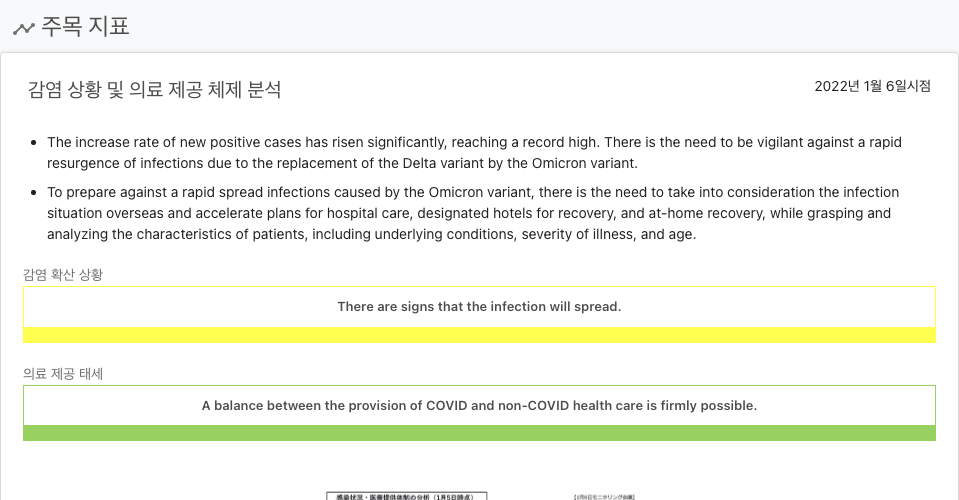 주목 지표
감염 상황 및 의료 제공 체제 분석
2022년 1월 6일시점
The increase rate of new positive cases has risen significantly, reaching a record high. There is the need to be vigilant against a rapid
resurgence of infections due to the replacement of the Delta variant by the Omicron variant.
To prepare against a rapid spread infections caused by the Omicron variant, there is the need to take into consideration the infection
situation overseas and accelerate plans for hospital care, designated hotels for recovery, and at-home recovery, while grasping and
analyzing the characteristics of patients, including underlying conditions, severity of illness, and age.
감염 확산 상황
There are signs that the infection will spread.
의료 제공 태세
A balance between the provision of COVID and non-COVID health care is firmly possible.
感染状況・医療提供体制の分析（1月5日時点）
【1月6日モニタリング会議】